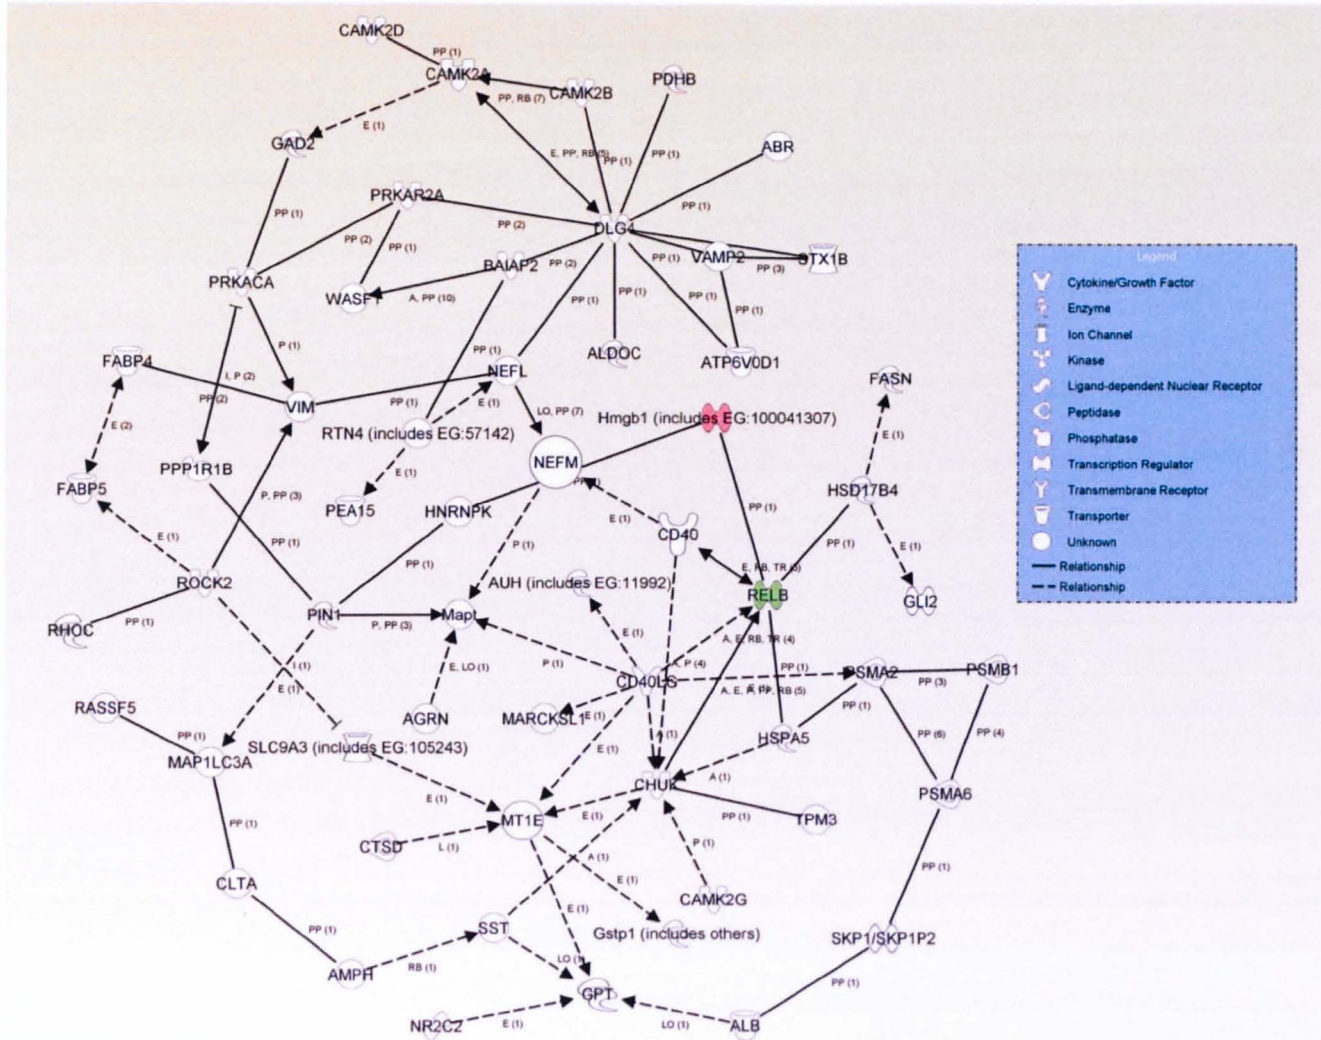 CAMK2D
PP (1)
CAMK2A
PDHB
CAMK2B
PP, RB (7)
E (1)
GAD2
ABR
E, PP, RB (5)
PP (1)
PP (1)
PRKAR2A
PP (1)
PP (1)
PP (2)
DLG4
PP (2)
PP (1)
BAIAP2
PP (2)
PP (1)
VAMP2
STX1B
PP (3)
PRKACA
WASF1
A, PP (10)
PP (1)
PP (1)
PP (1)
PP (1)
P (1)
PP (1)
ALDOC
ATP6V0D1
FABP4
NEFL
I, P (2)
PP (2)
FASN
VIM
PP (1)
E (1)
LO, PP (7)
Hmgb1 (includes EG:100041307)
E (2)
RTN4 (includes EG:57142)
E (1)
PPP1R1B
E (1)
NEFM
FABP5
P, PP (3)
HSD17B4
PEA15
HNRNPK
PP (1)
E (1)
CD40
E (1)
PP (1)
P (1)
PP (1)
E (1)
PP (1)
E, RB, TR (6)
ROCK2
AUH (includes EG:11992)
RELB
GLI2
RHOC
PP (1)
PIN1
P, PP (3)
Mapt
E (1)
A, E, RB, TR (4)
I (1)
E (1)
E, LO (1)
P (1)
A, P (4)
PP (1)
CD40LG
PSMA2
PP (3)
PSMB1
RASSF5
AGRN
MARCKSL1
E (1)
PP (1)
PP (1)
SLC9A3 (includes EG:105243)
E (1)
A (1)
HSPA5
PP (6)
PP (4)
MAP1LC3A
A (1)
CHUK
PSMA6
E (1)
PP (1)
MT1E
E (1)
PP (1)
TPM3
CTSD
L (1)
P (1)
A (1)
PP (1)
CLTA
E (1)
CAMK2G
E (1)
PP (1)
SST
Gstp1 (includes others)
SKP1/SKP1P2
RB (1)
LO (1)
AMPH
PP (1)
GPT
NR2C2
E (1)
LO (1)
ALB
Legend
Cytokine/Growth Factor
Enzyme
Ion Channel
Kinase
Ligand-dependent Nuclear Receptor
Peptidase
Phosphatase
Transcription Regulator
Transmembrane Receptor
Transporter
Unknown
Relationship
Relationship